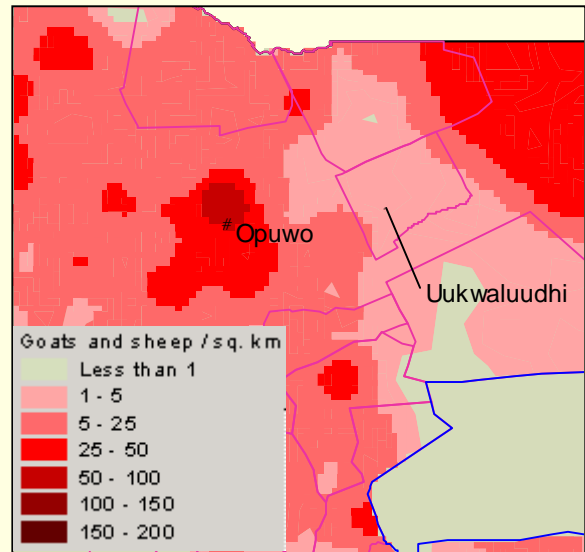 # Opuwo
Uukwaluudhi
Goats and sheep / sq. km
Less than 1
1 - 5
5 - 25
25 - 50
50 - 100
100 - 150
150 - 200